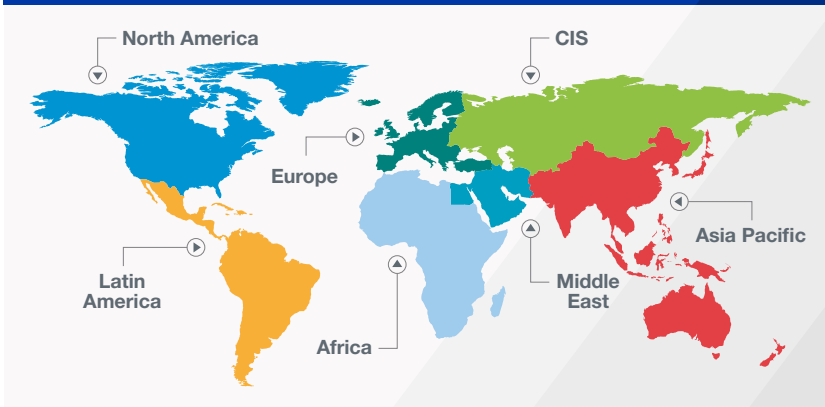 North America
CIS
Europe
Asia Pacific
Latin
America
Middle
East
Africa